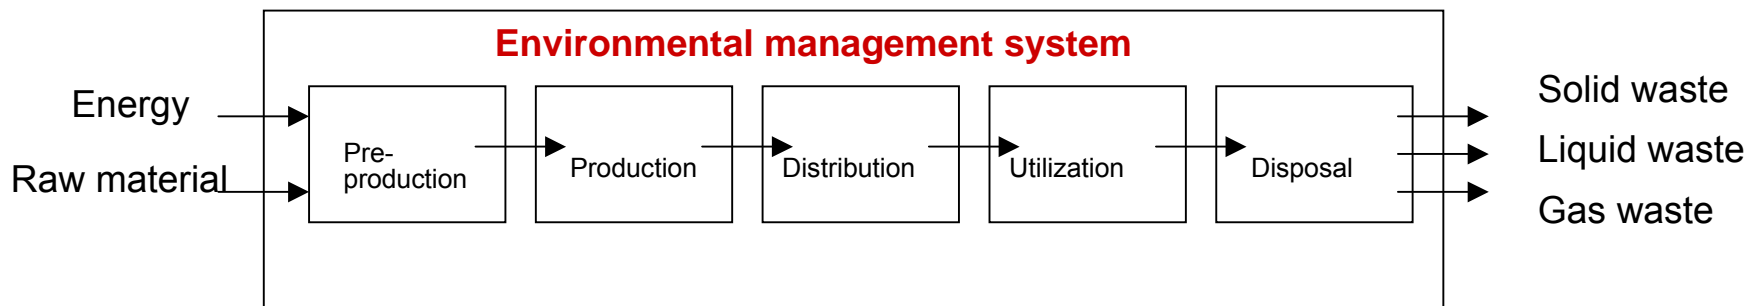 Environmental management system
Energy
Raw material
Pre-
production
Production
Distribution
Utilization
Disposal
Solid waste
Liquid waste
Gas waste